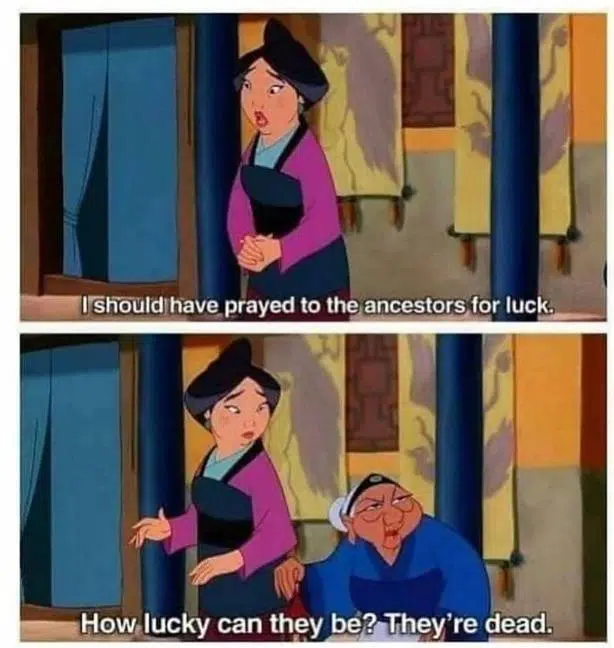 I should have prayed to the ancestors for luck.
How lucky can they be? They're dead.